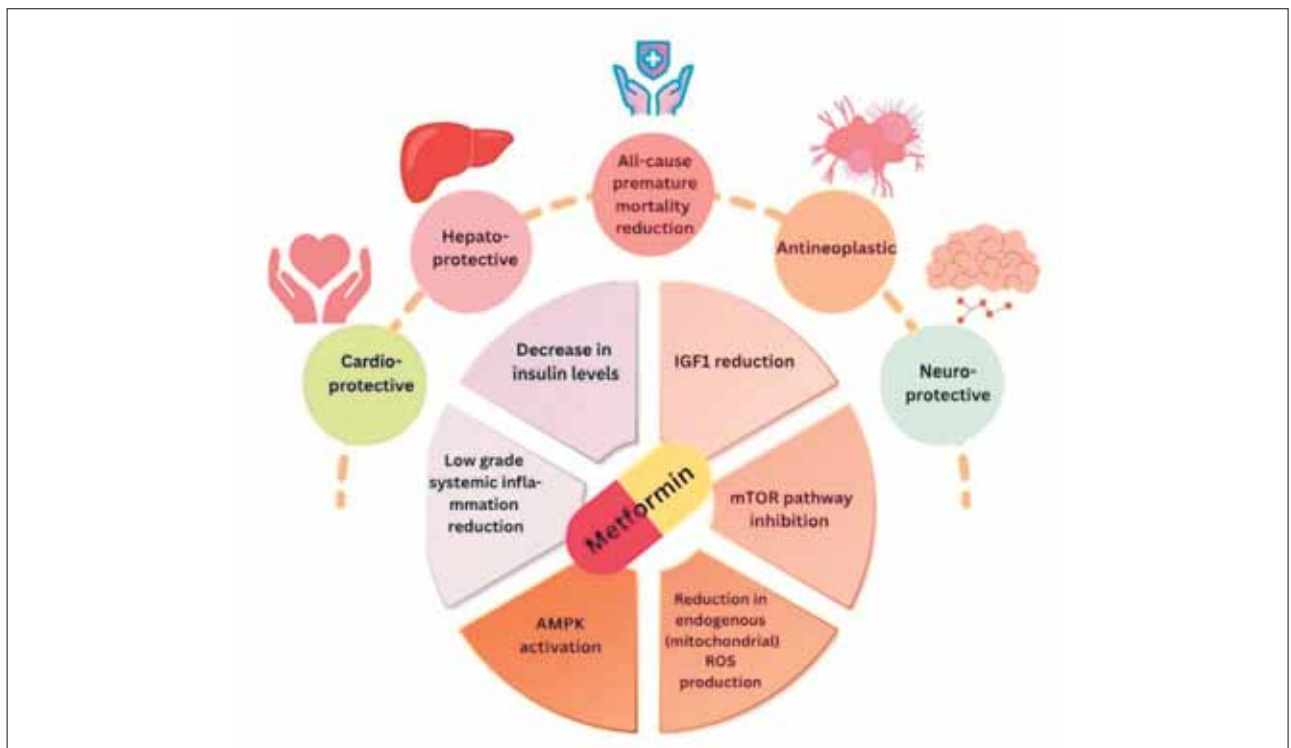 All-cause
premature
mortality
reduction
Hepato-
protective
Antineoplastic
Cardio-
protective
Neuro-
protective
Decrease in
insulin levels
IGF1 reduction
Low grade
systemic infla-
mmation
reduction
mTOR pathway
inhibition
Metformin
AMPK
activation
Reduction in
endogenous
(mitochondrial)
ROS
production